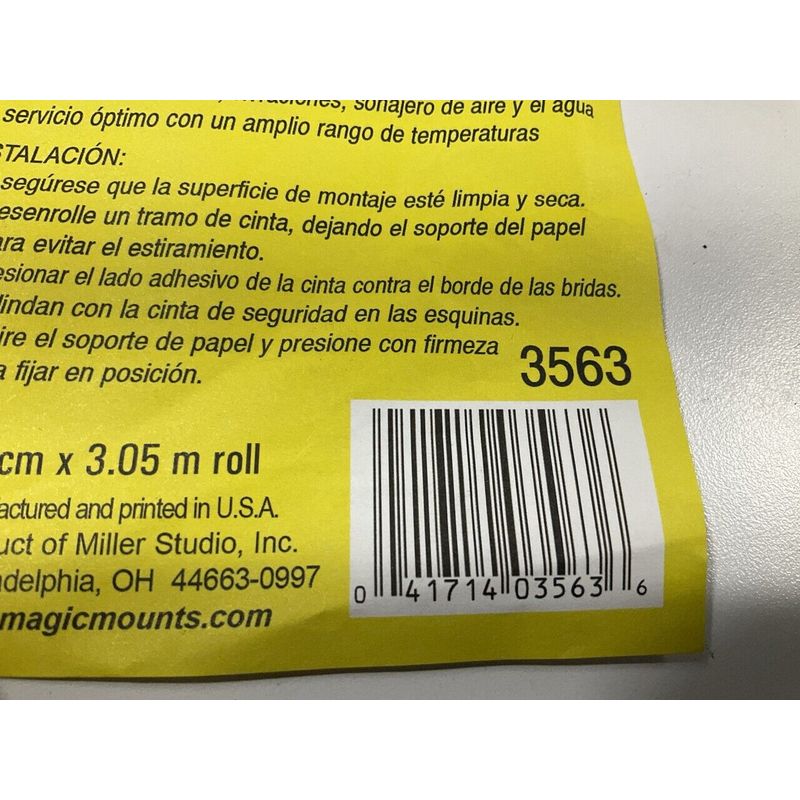 sonajero de aire y el agua
servicio óptimo con un amplio rango de temperaturas
STALACIÓN:
segúrese que la superficie de montaje esté limpia y seca.
esenrolle un tramo de cinta, dejando el soporte del papel
ara evitar el estiramiento.
esionar el lado adhesivo de la cinta contra el borde de las bridas.
lindan con la cinta de seguridad en las esquinas.
ire el soporte de papel y presione con firmeza
a fijar en posición.
3563
cm x 3.05 m roll
actured and printed in U.S.A.
uct of Miller Studio, Inc.
adelphia, OH 44663-0997
magicmounts.com
0 41714 03563 6